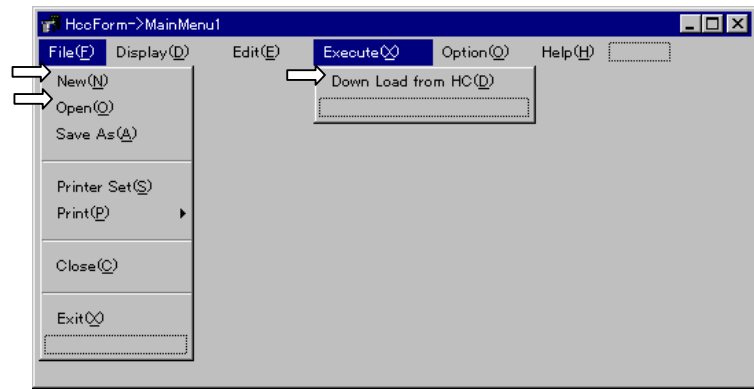 HccForm->MainMenu1
File(F) Display(D) Edit(E) Execute(X) Option(O) Help(H)
New(N)
Open(O)
Save As(A)
Printer Set(S)
Print(P)
Close(C)
Exit(X)
Down Load from HC(D)